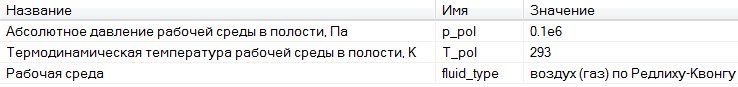 Название Имя Значение
Абсолютное давление рабочей среды в полости, Па p_pol 0.1e6
Термодинамическая температура рабочей среды в полости, К T_pol 293
Рабочая среда fluid_type воздух (газ) по Редлиху-Квонгу